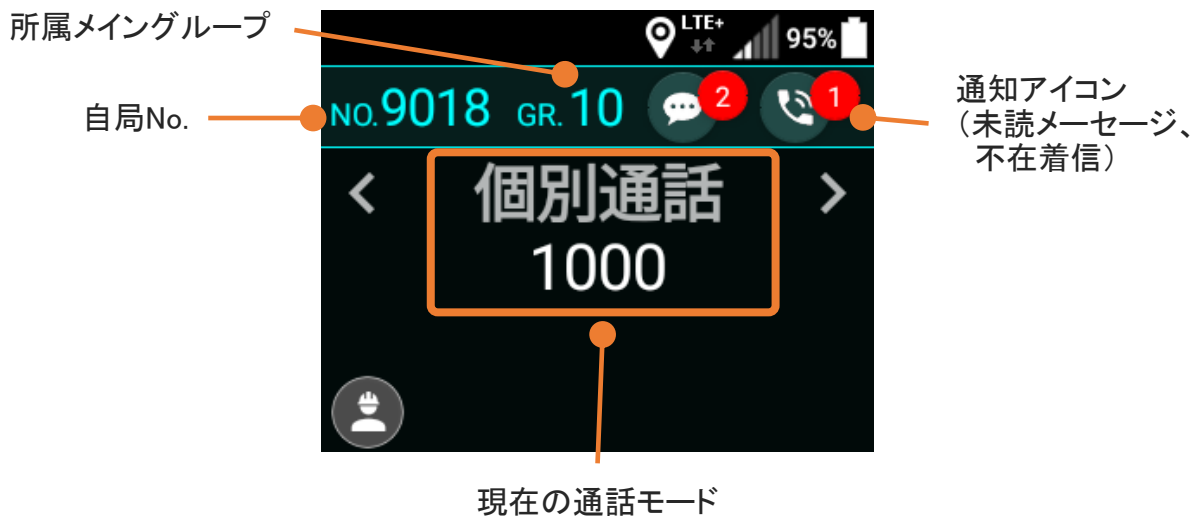 所属メイングループ
LTE+
95%
自局No.
NO.9018 GR.10
2
1
通知アイコン
（未読メーセージ、
不在着信）
個別通話
1000
現在の通話モード